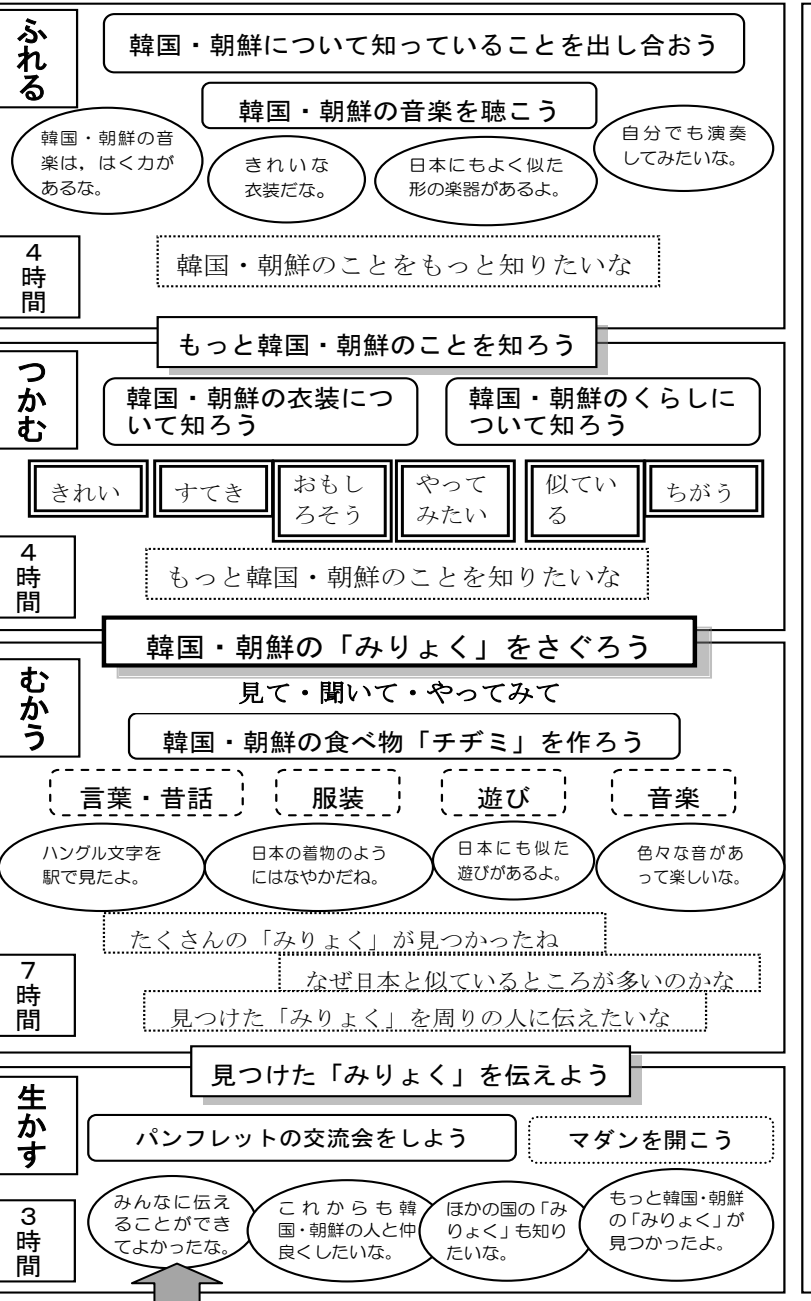 ふれる
韓国・朝鮮について知っていることを出し合おう
韓国・朝鮮の音楽を聴こう
韓国・朝鮮の音
楽は，はく力が
あるな。
きれいな
衣装だな。
日本にもよく似た
形の楽器があるよ。
自分でも演奏
してみたいな。
4
時
間
韓国・朝鮮のことをもっと知りたいな
もっと韓国・朝鮮のことを知ろう
つかむ
韓国・朝鮮の衣装につ
いて知ろう
韓国・朝鮮のくらしに
ついて知ろう
きれい
すてき
おもし
ろそう
やって
みたい
似てい
る
ちがう
4
時
間
もっと韓国・朝鮮のことを知りたいな
韓国・朝鮮の「みりょく」をさぐろう
むかう
見て・聞いて・やってみて
韓国・朝鮮の食べ物「チヂミ」を作ろう
言葉・昔話
服装
遊び
音楽
ハングル文字を
駅で見たよ。
日本の着物のよう
にはなやかだね。
日本にも似た
遊びがあるよ。
色々な音があ
って楽しいな。
たくさんの「みりょく」が見つかったね
なぜ日本と似ているところが多いのかな
見つけた「みりょく」を周りの人に伝えたいな
7
時
間
見つけた「みりょく」を伝えよう
生かす
パンフレットの交流会をしよう
マダンを開こう
みんなに伝え
ることができ
てよかったな。
これからも韓
国・朝鮮の人と仲
良くしたいな。
ほかの国の「み
りょく」も知り
たいな。
もっと韓国・朝鮮
の「みりょく」が
見つかったよ。
3
時
間